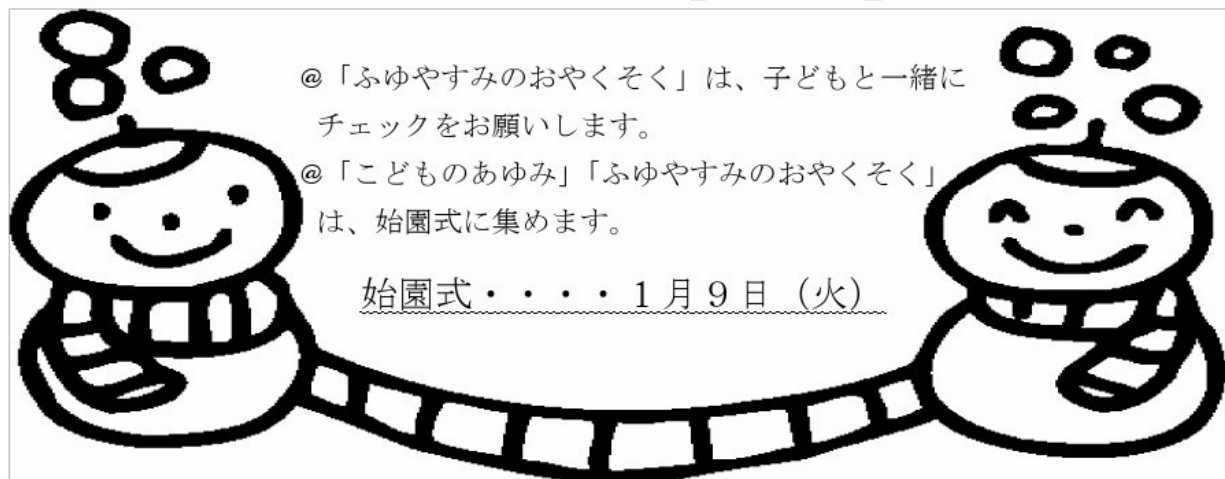 @「ふゆやすみのおやくそく」は、子どもと一緒に
チェックをお願いします。
@「こどものあゆみ」「ふゆやすみのおやくそく」
は、始園式に集めます。
始園式・・・・１月９日（火）